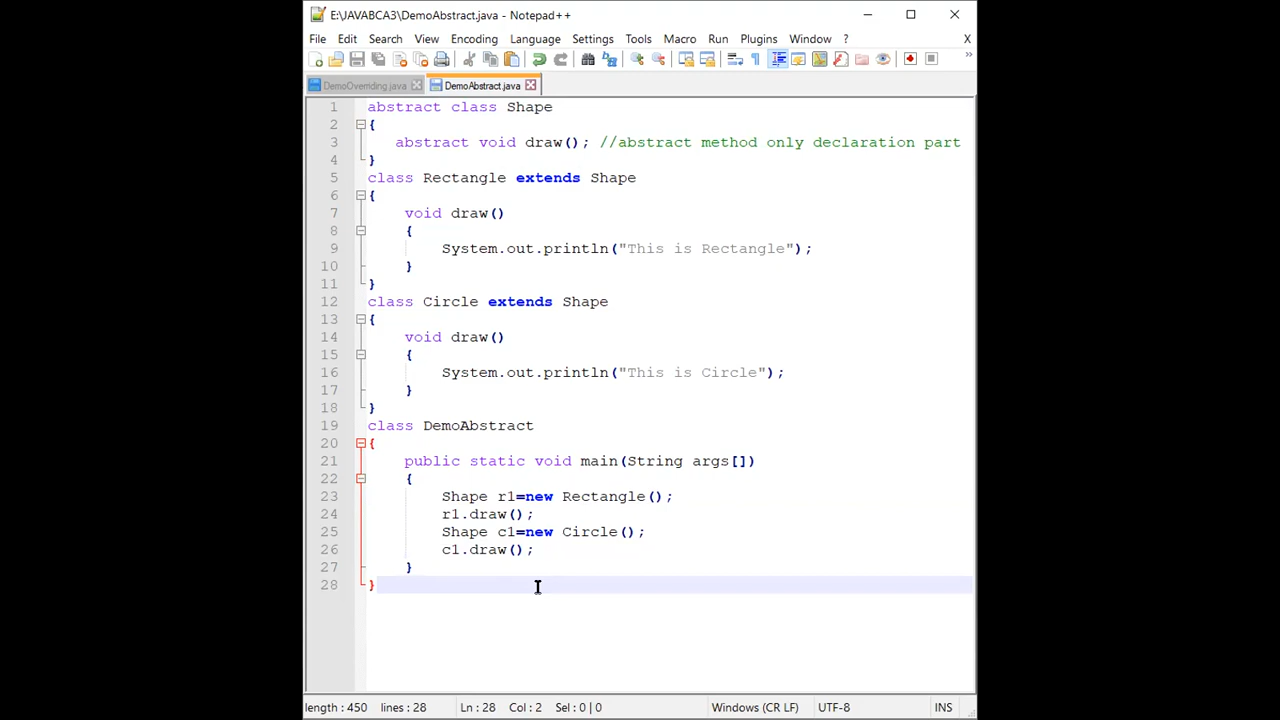 E:\JAVABCA3\DemoAbstract.java - Notepad++
File Edit Search View Encoding Language Settings Tools Macro Run Plugins Window ? X
DemoOverriding.java DemoAbstract.java
1 abstract class Shape
2 {
3 abstract void draw(); //abstract method only declaration part
4 }
5 class Rectangle extends Shape
6 {
7 void draw()
8 {
9 System.out.println("This is Rectangle");
10 }
11 }
12 class Circle extends Shape
13 {
14 void draw()
15 {
16 System.out.println("This is Circle");
17 }
18 }
19 class DemoAbstract
20 {
21 public static void main(String args[])
22 {
23 Shape r1=new Rectangle();
24 r1.draw();
25 Shape c1=new Circle();
26 c1.draw();
27 }
28 }
length : 450 lines : 28 Ln : 28 Col : 2 Sel : 0 | 0 Windows (CR LF) UTF-8 INS